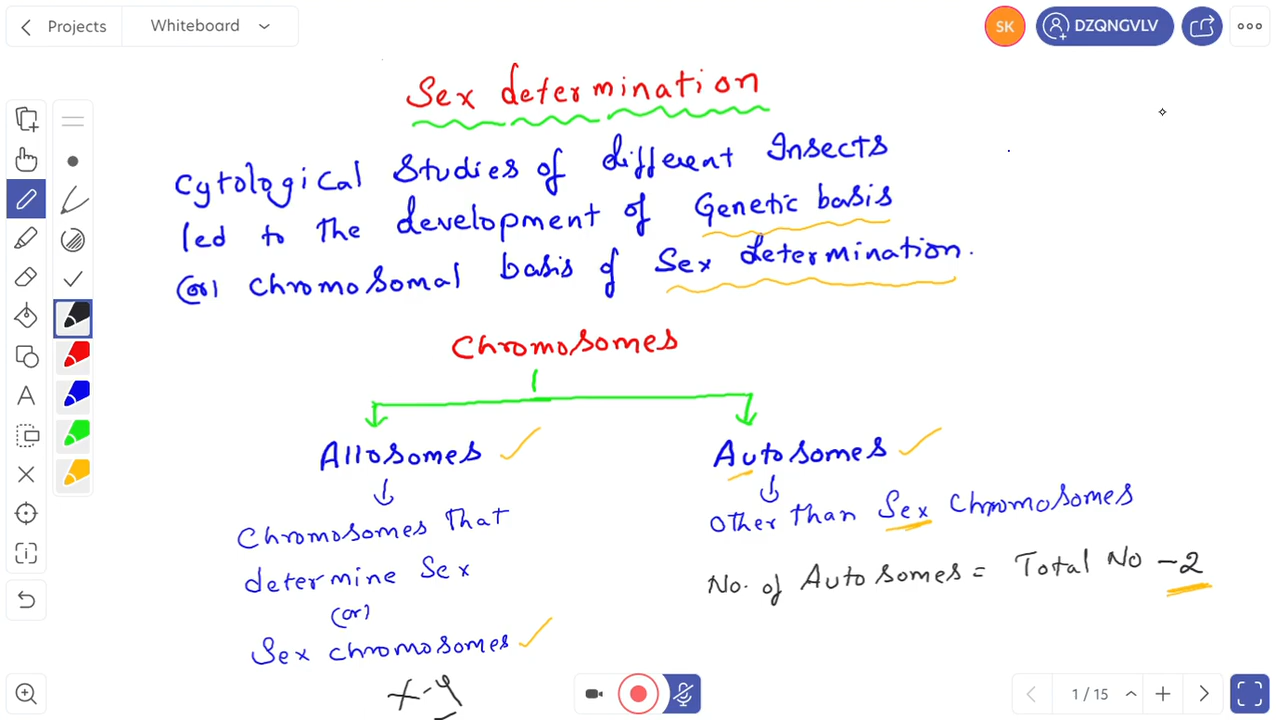 Projects
Whiteboard
SK
DZQNGVLV
Sex determination
Cytological Studies of different Insects
led to the development of Genetic basis
(or) chromosomal basis of Sex determination.
Chromosomes
Allosomes
Autosomes
Chromosomes That
determine Sex
(or)
Sex chromosomes
X-Y
Other than Sex Chromosomes
No. of Autosomes = Total No -2
A
1 / 15